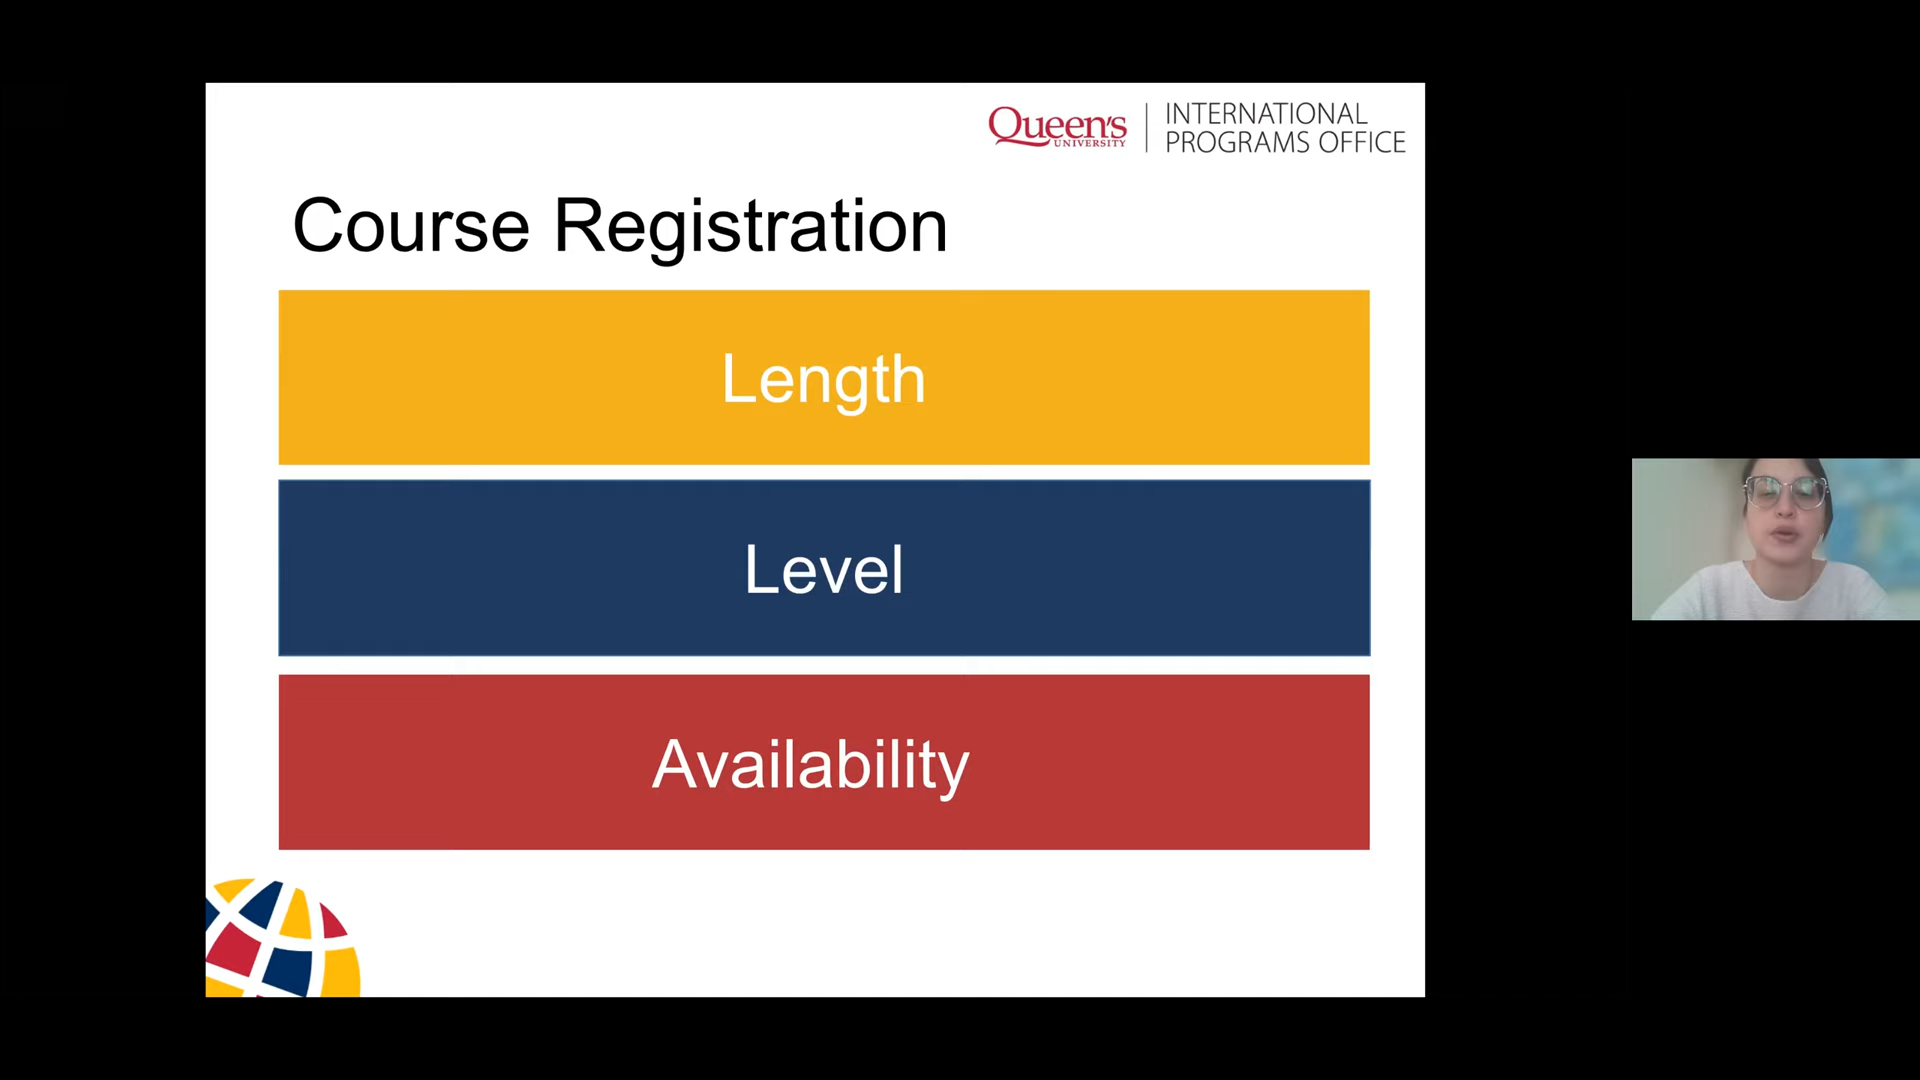 Queen's
UNIVERSITY
INTERNATIONAL
PROGRAMS OFFICE
Course Registration
Length
Level
Availability